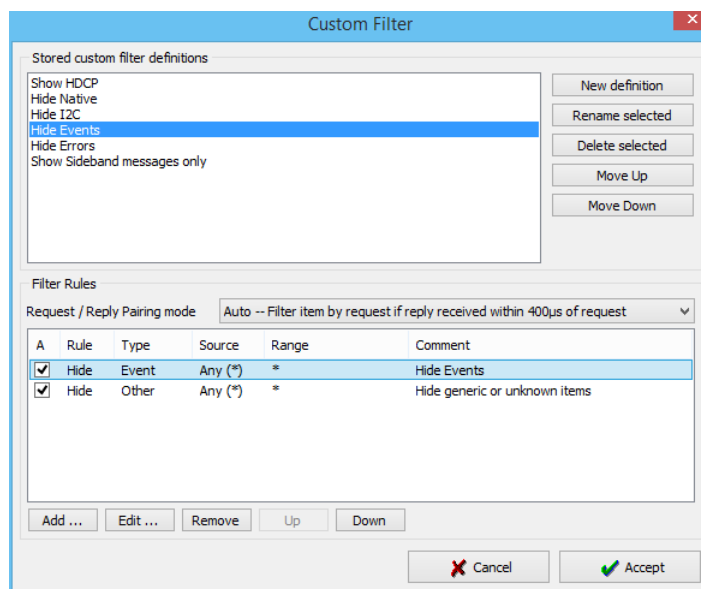 Custom Filter
Stored custom filter definitions
Show HDCP
Hide Native
Hide I2C
Hide Events
Hide Errors
Show Sideband messages only
New definition
Rename selected
Delete selected
Move Up
Move Down
Filter Rules
Request / Reply Pairing mode
Auto -- Filter item by request if reply received within 400µs of request
A Rule Type Source Range Comment
Hide Event Any (*) * Hide Events
Hide Other Any (*) * Hide generic or unknown items
Add ... Edit ... Remove Up Down
Cancel Accept